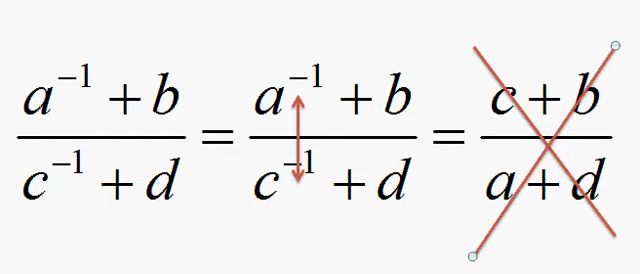 a⁻¹ + b / c⁻¹ + d = a⁻¹ + b / c⁻¹ + d = c + b / a + d